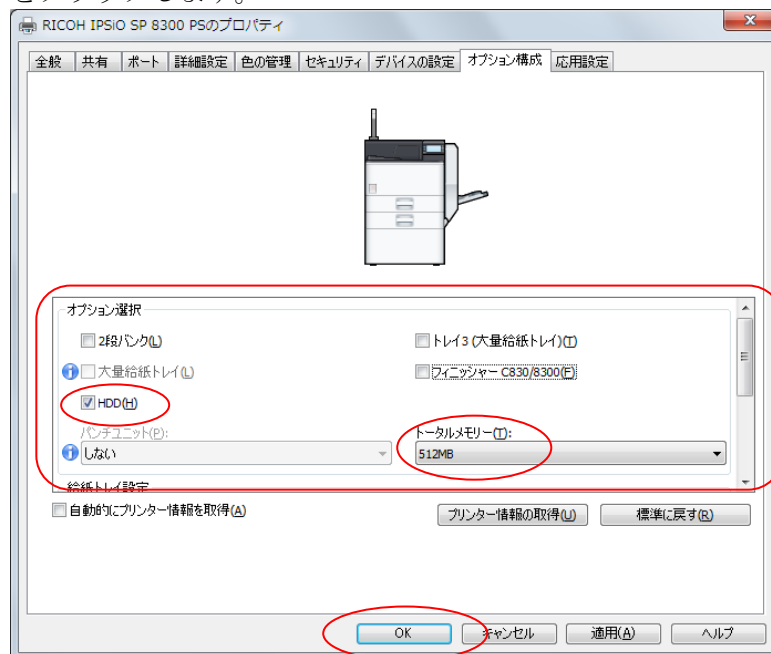 をクリックします。
RICOH IPSiO SP 8300 PSのプロパティ
全般 共有 ポート 詳細設定 色の管理 セキュリティ デバイスの設定 オプション構成 応用設定
オプション選択
2段バンク(L) トレイ3 (大量給紙トレイ)(T)
大量給紙トレイ(L) フィニッシャー C830/8300(F)
HDD(H)
パンチユニット(P): トータルメモリー(T):
しない 512MB
給紙トレイ設定
自動的にプリンター情報を取得(A) プリンター情報の取得(U) 標準に戻す(R)
OK キャンセル 適用(A) ヘルプ